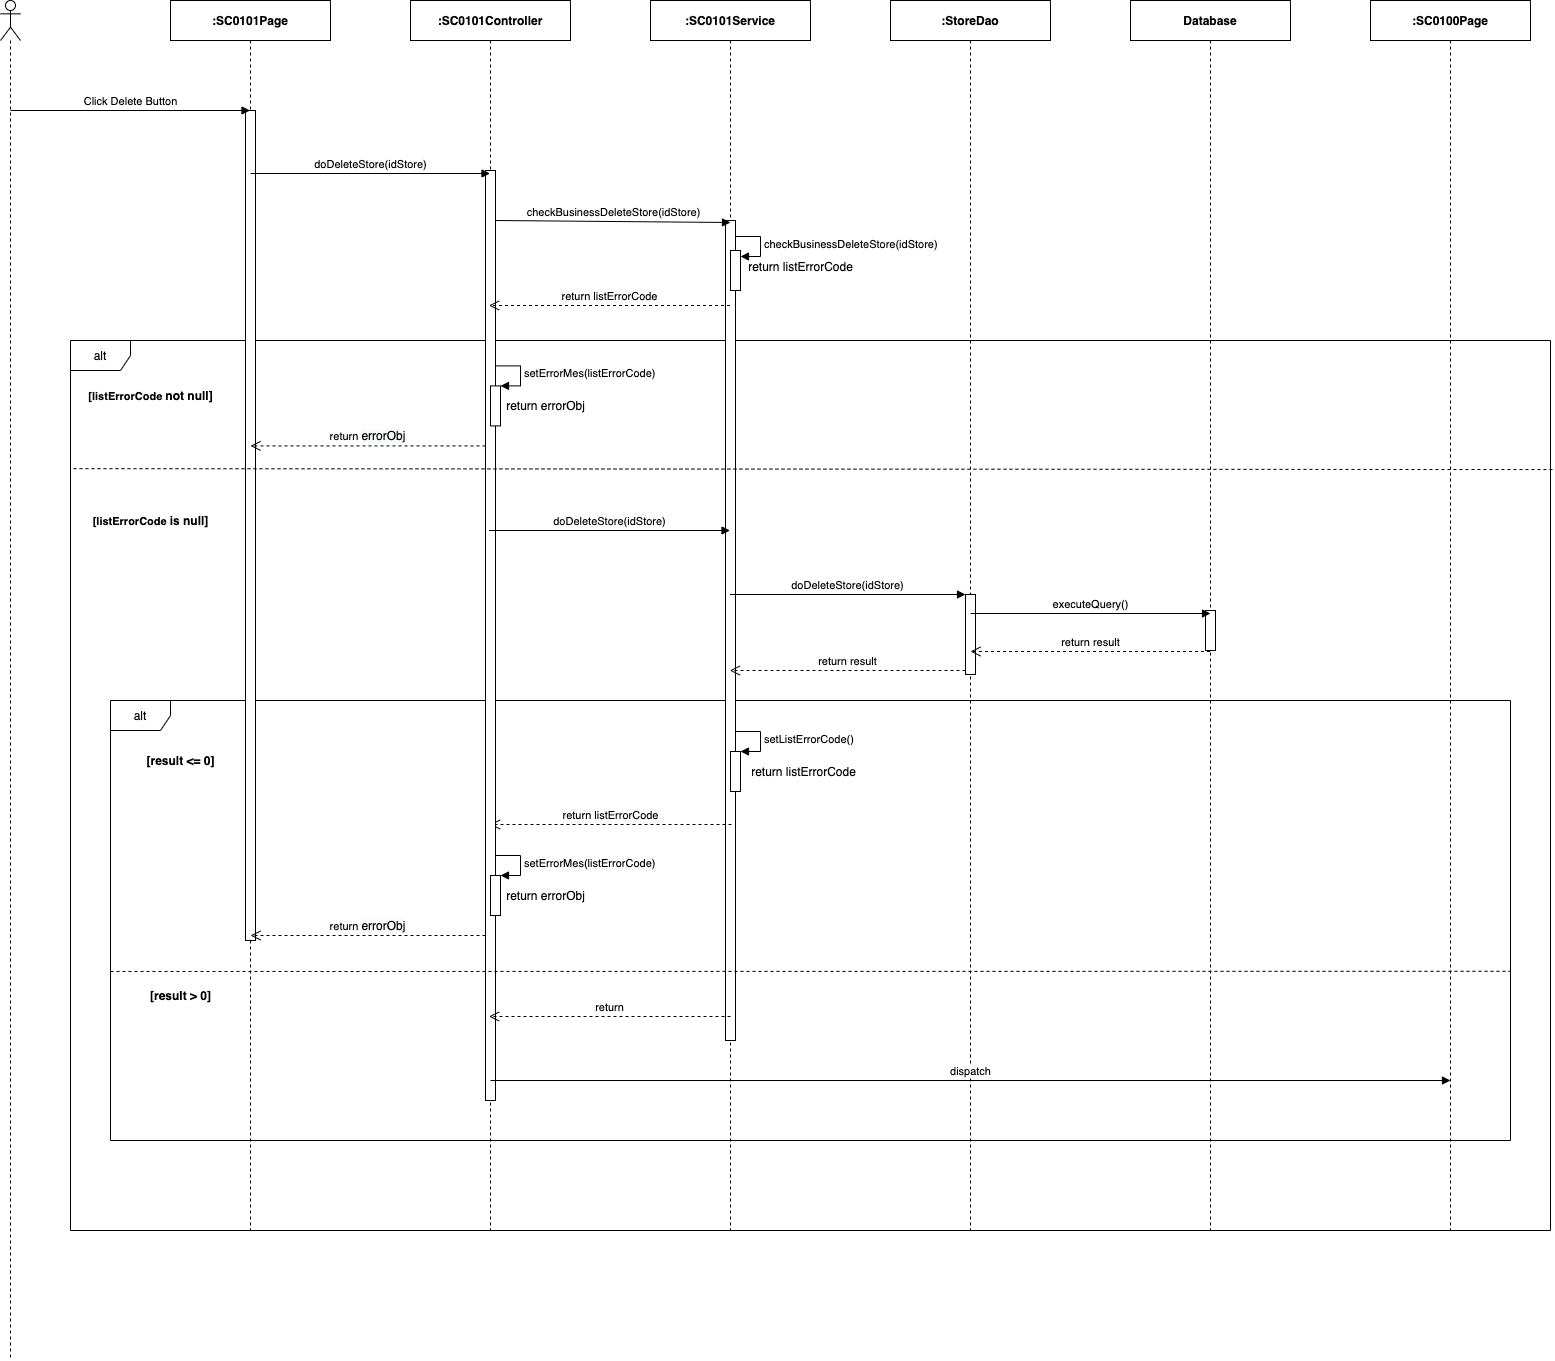 :SC0101Page
:SC0101Controller
:SC0101Service
:StoreDao
Database
:SC0100Page
Click Delete Button
doDeleteStore(idStore)
checkBusinessDeleteStore(idStore)
checkBusinessDeleteStore(idStore)
return listErrorCode
return listErrorCode
alt
setErrorMes(listErrorCode)
[listErrorCode not null]
return errorObj
return errorObj
[listErrorCode is null]
doDeleteStore(idStore)
doDeleteStore(idStore)
executeQuery()
return result
return result
alt
setListErrorCode()
[result <= 0]
return listErrorCode
return listErrorCode
setErrorMes(listErrorCode)
return errorObj
return errorObj
[result > 0]
return
dispatch